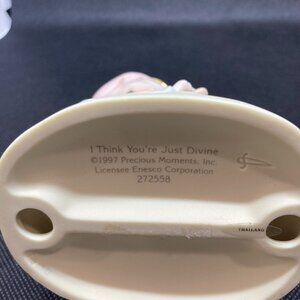 I Think You're Just Divine
©1997 Precious Moments, Inc.
Licensee Enesco Corporation
272558
THAILAND